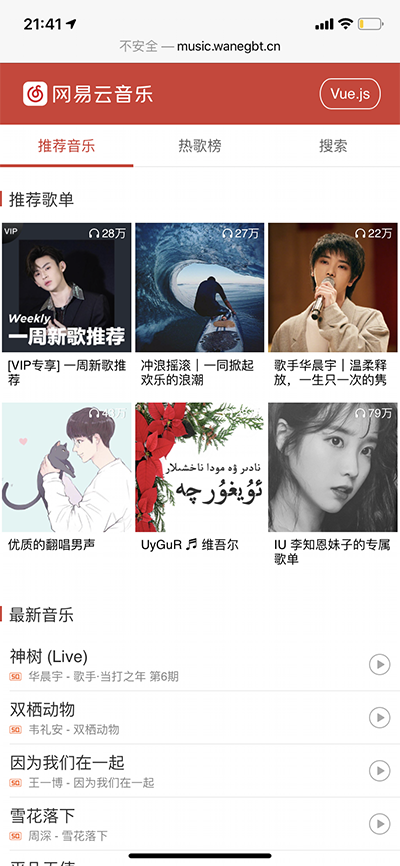 21:41
不安全 — music.wanegbt.cn
网易云音乐
Vue.js
推荐音乐
热歌榜
搜索
推荐歌单
VIP
28万
27万
22万
Weekly
一周新歌推荐
[VIP专享] 一周新歌推
荐
冲浪摇滚｜一同掀起
欢乐的浪潮
歌手华晨宇｜温柔释
放，一生只一次的隽
79万
نادىر ۋە مودا ناخشىلار
ئۇيغۇرچە
优质的翻唱男声
UyGuR 🎵 维吾尔
IU 李知恩妹子的专属
歌单
最新音乐
神树 (Live)
SQ 华晨宇 - 歌手·当打之年 第6期
双栖动物
SQ 韦礼安 - 双栖动物
因为我们在一起
SQ 王一博 - 因为我们在一起
雪花落下
SQ 周深 - 雪花落下